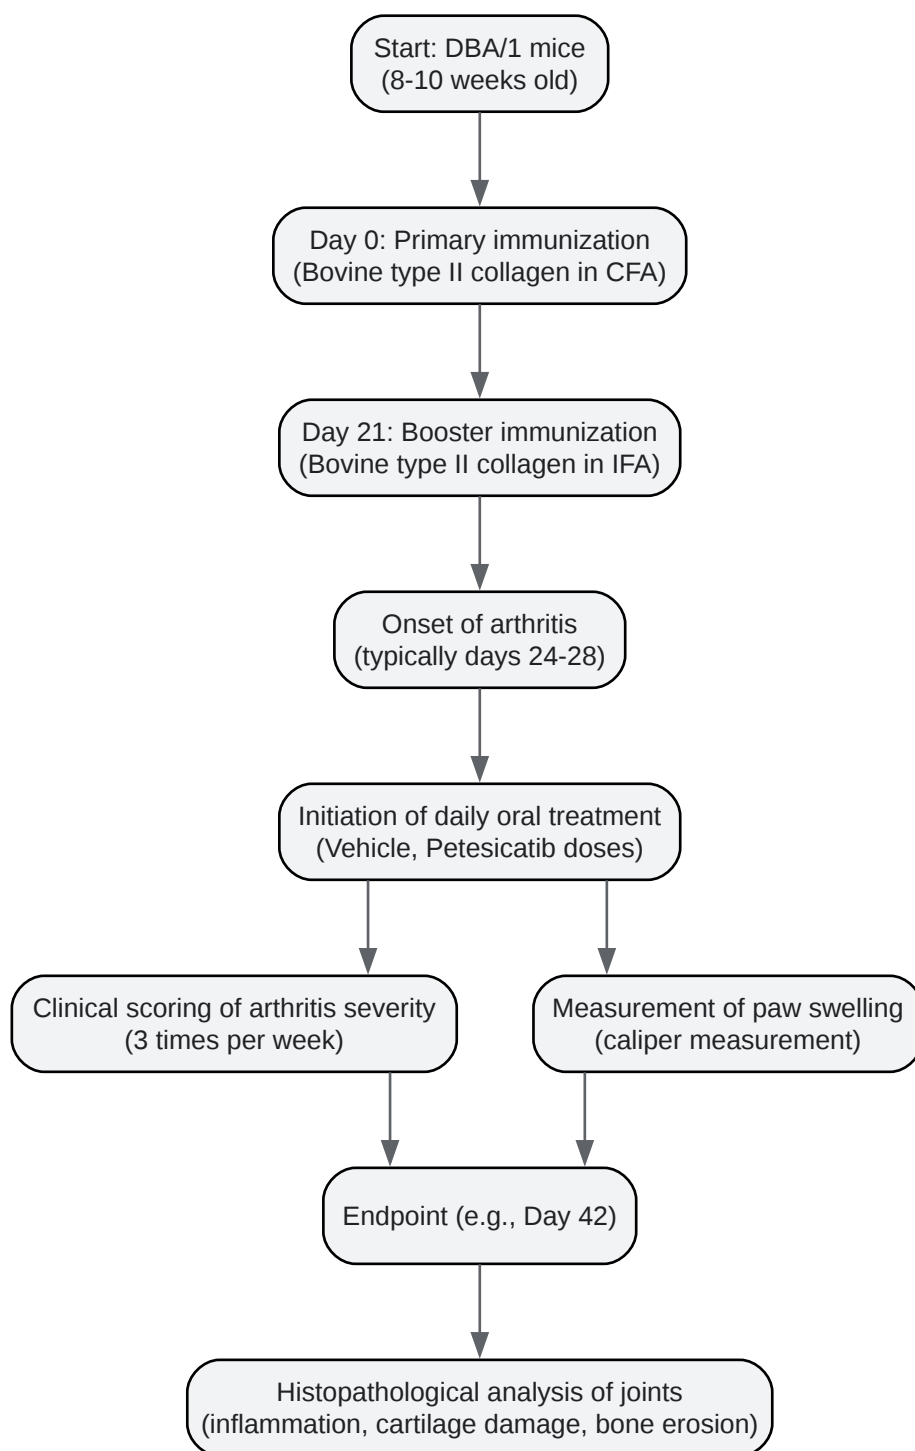 Start: DBA/1 mice
(8-10 weeks old)
Day 0: Primary immunization
(Bovine type II collagen in CFA)
Day 21: Booster immunization
(Bovine type II collagen in IFA)
Onset of arthritis
(typically days 24-28)
Initiation of daily oral treatment
(Vehicle, Petesicatib doses)
Clinical scoring of arthritis severity
(3 times per week)
Measurement of paw swelling
(caliper measurement)
Endpoint (e.g., Day 42)
Histopathological analysis of joints
(inflammation, cartilage damage, bone erosion)